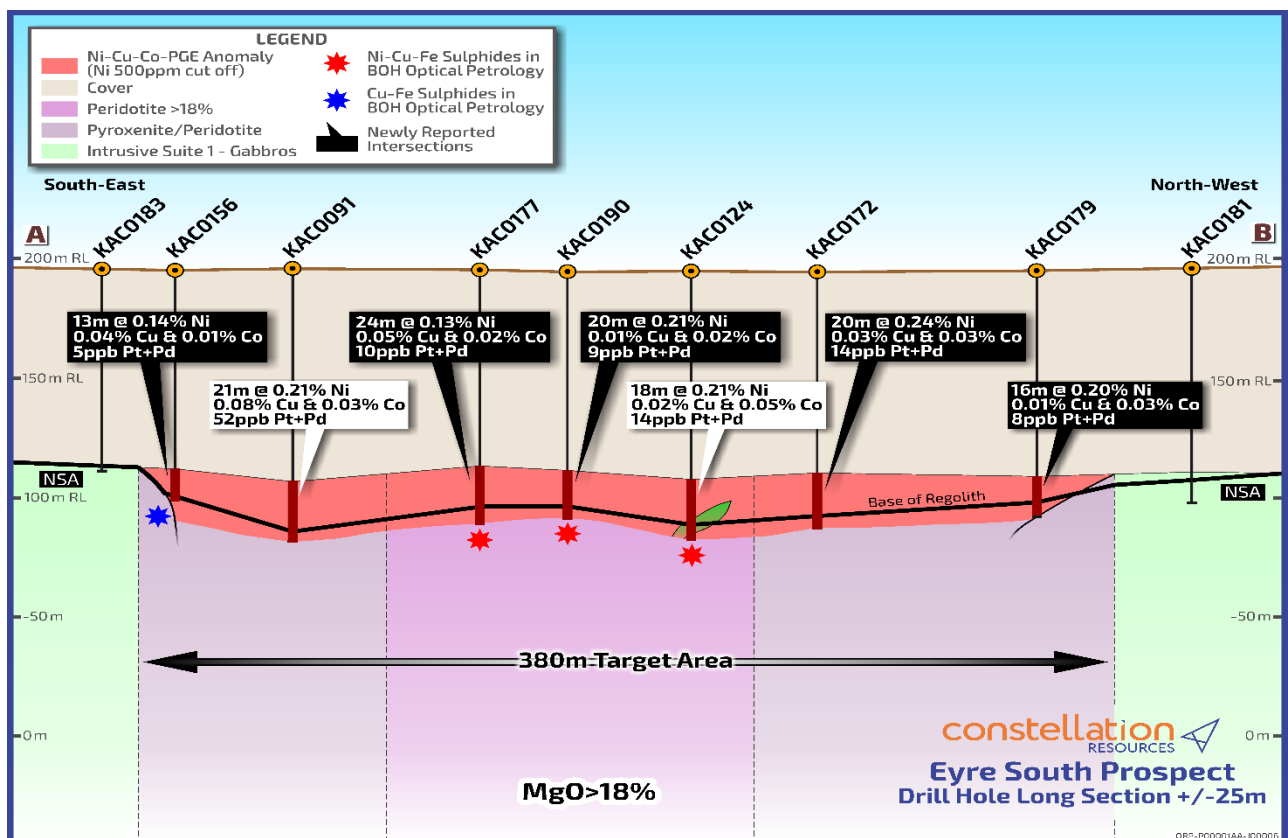 LEGEND
Ni-Cu-Co-PGE Anomaly
(Ni 500ppm cut off)
Cover
Peridotite >18%
Pyroxenite/Peridotite
Intrusive Suite 1 - Gabbros
Ni-Cu-Fe Sulphides in
BOH Optical Petrology
Cu-Fe Sulphides in
BOH Optical Petrology
Newly Reported
Intersections
South-East
North-West
A
B
KAC0183
KAC0156
KAC0091
KAC0177
KAC0190
KAC0124
KAC0172
KAC0179
KAC0181
200m RL
200m RL
13m @ 0.14% Ni
0.04% Cu & 0.01% Co
5ppb Pt+Pd
24m @ 0.13% Ni
0.05% Cu & 0.02% Co
10ppb Pt+Pd
20m @ 0.21% Ni
0.01% Cu & 0.02% Co
9ppb Pt+Pd
20m @ 0.24% Ni
0.03% Cu & 0.03% Co
14ppb Pt+Pd
150m RL
150m RL
21m @ 0.21% Ni
0.08% Cu & 0.03% Co
52ppb Pt+Pd
18m @ 0.21% Ni
0.02% Cu & 0.05% Co
14ppb Pt+Pd
16m @ 0.20% Ni
0.01% Cu & 0.03% Co
8ppb Pt+Pd
NSA
NSA
100m RL
100m RL
Base of Regolith
-50m
-50m
380m Target Area
0m
0m
MgO>18%
constellation
RESOURCES
Eyre South Prospect
Drill Hole Long Section +/-25m